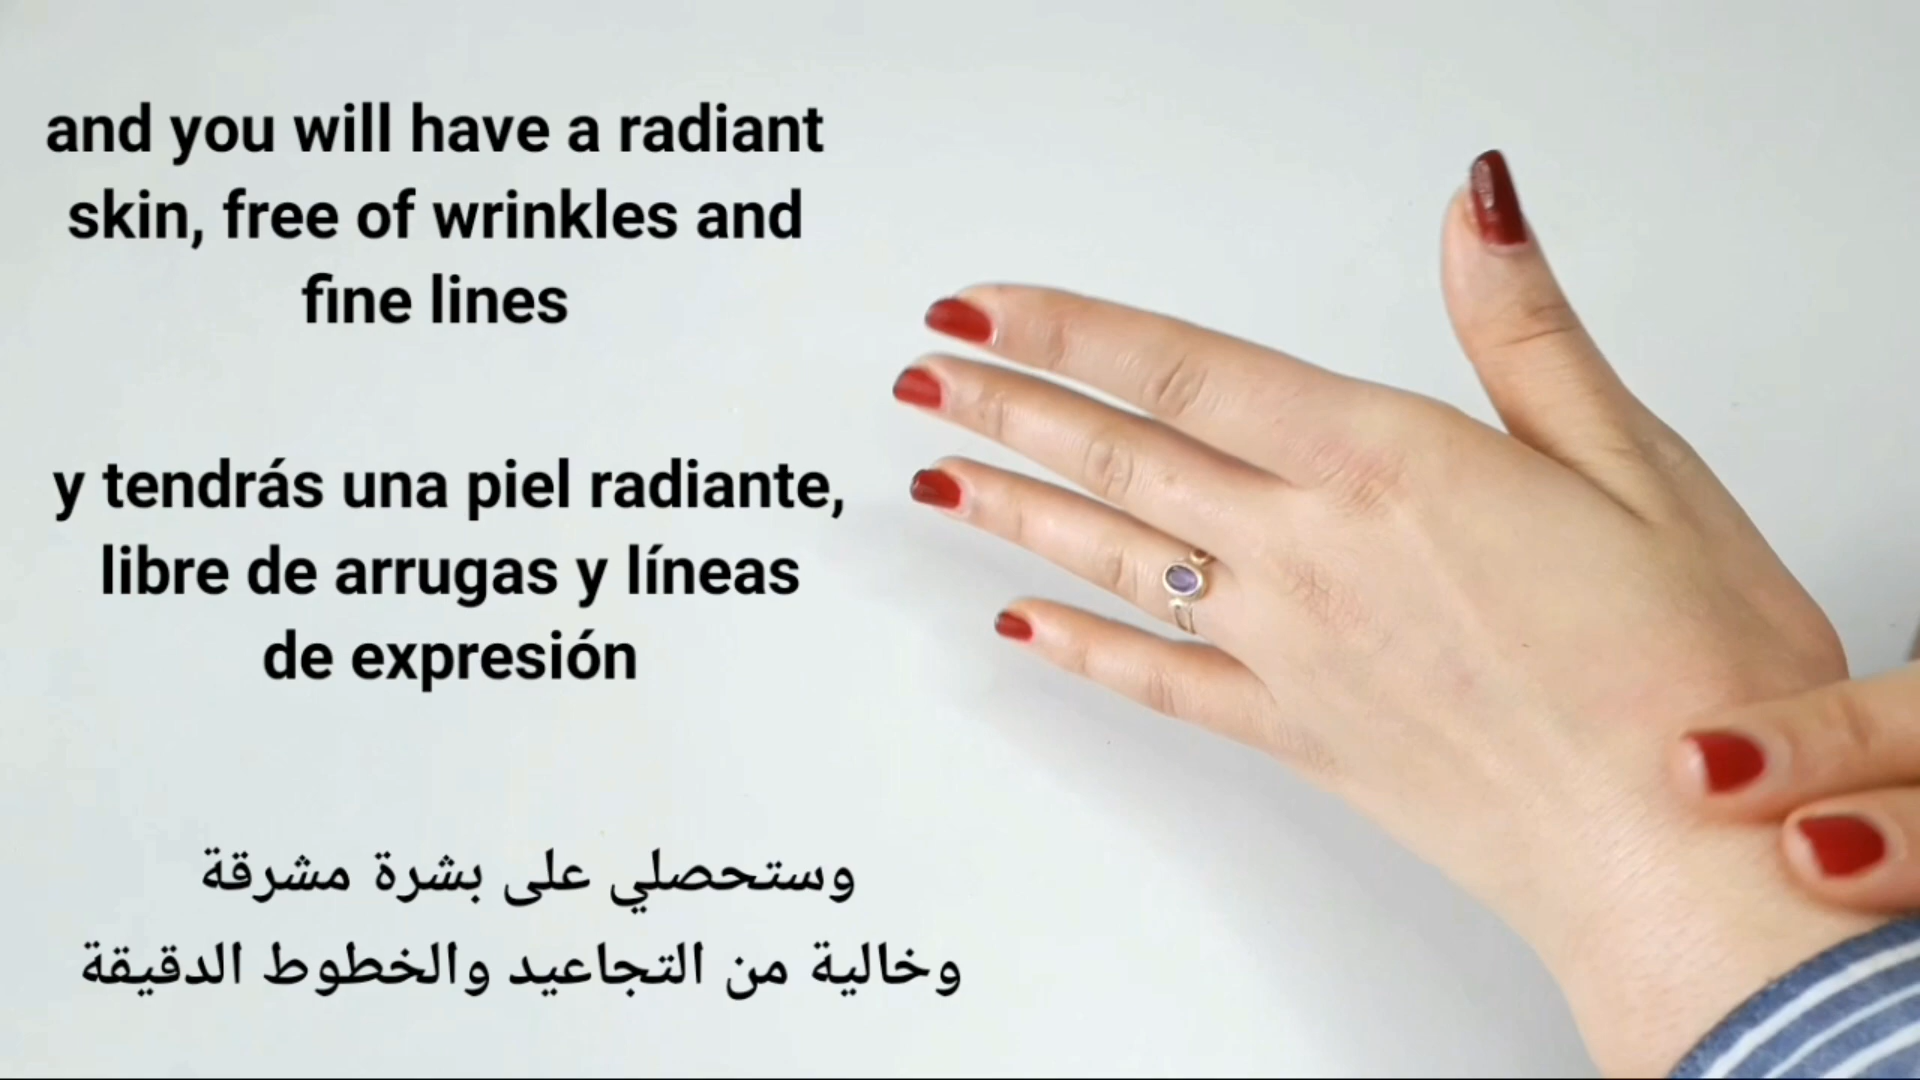 and you will have a radiant
skin, free of wrinkles and
fine lines
y tendrás una piel radiante,
libre de arrugas y líneas
de expresión
وستحصلي على بشرة مشرقة
وخالية من التجاعيد والخطوط الدقيقة